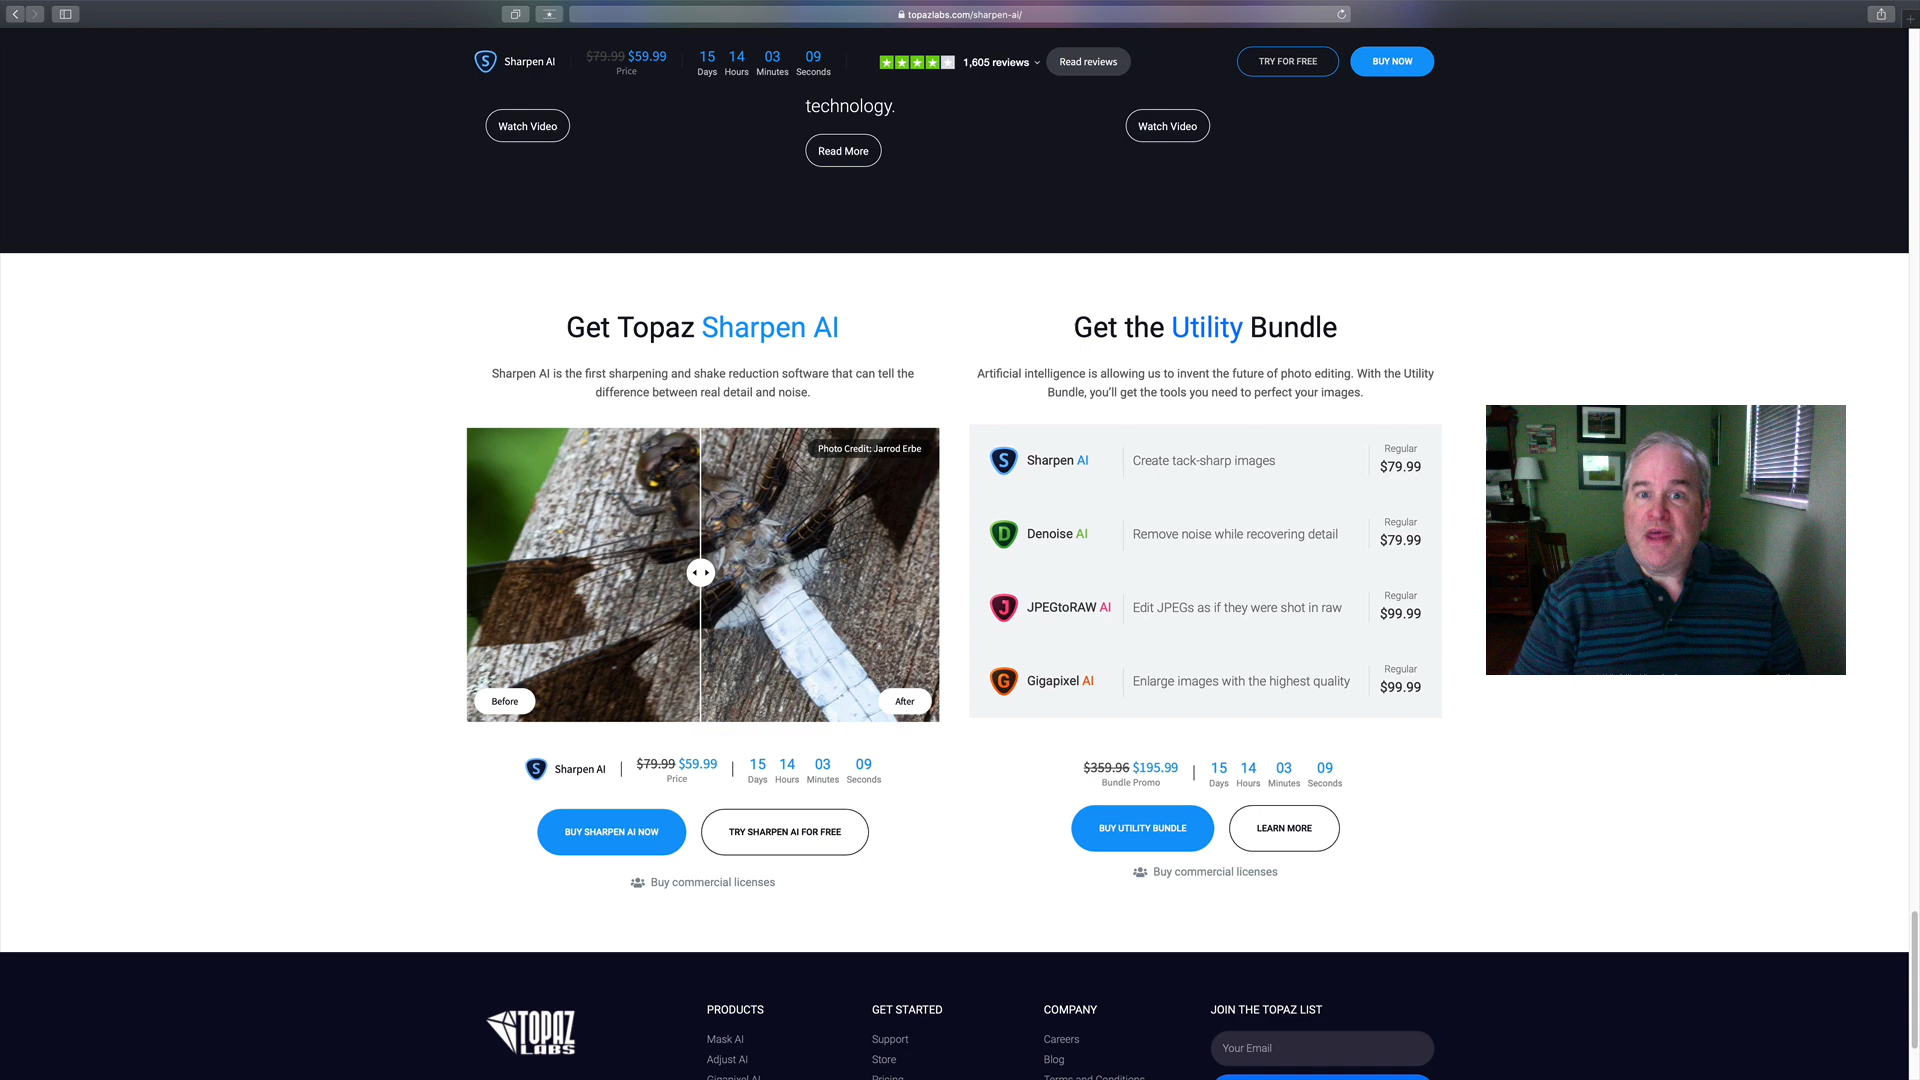 topazlabs.com/sharpen-ai/
S Sharpen AI
$79.99 $59.99
Price
15 14 03 09
Days Hours Minutes Seconds
1,605 reviews
Read reviews
TRY FOR FREE
BUY NOW
technology.
Watch Video
Watch Video
Read More
Get Topaz Sharpen AI
Sharpen AI is the first sharpening and shake reduction software that can tell the
difference between real detail and noise.
Photo Credit: Jarrod Erbe
Before
After
S Sharpen AI
$79.99 $59.99
Price
15 14 03 09
Days Hours Minutes Seconds
BUY SHARPEN AI NOW
TRY SHARPEN AI FOR FREE
Buy commercial licenses
Get the Utility Bundle
Artificial intelligence is allowing us to invent the future of photo editing. With the Utility
Bundle, you'll get the tools you need to perfect your images.
S Sharpen AI Create tack-sharp images Regular
$79.99
D Denoise AI Remove noise while recovering detail Regular
$79.99
J JPEGtoRAW AI Edit JPEGs as if they were shot in raw Regular
$99.99
G Gigapixel AI Enlarge images with the highest quality Regular
$99.99
$359.96 $195.99
Bundle Promo
15 14 03 09
Days Hours Minutes Seconds
BUY UTILITY BUNDLE
LEARN MORE
Buy commercial licenses
TOPAZ
LABS
PRODUCTS
Mask AI
Adjust AI
Gigapixel AI
GET STARTED
Support
Store
Pricing
COMPANY
Careers
Blog
Terms and Conditions
JOIN THE TOPAZ LIST
Your Email